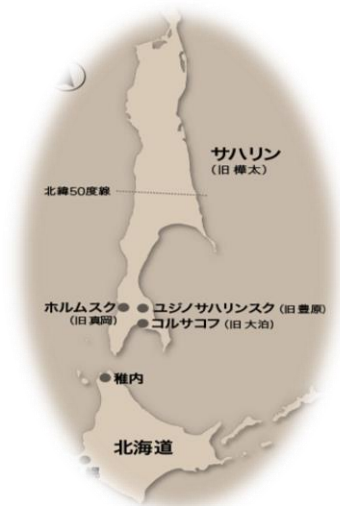 サハリン
（旧 樺太）
北緯50度線
ホルムスク
（旧 真岡）
ユジノサハリンスク（旧 豊原）
コルサコフ（旧 大泊）
稚内
北海道